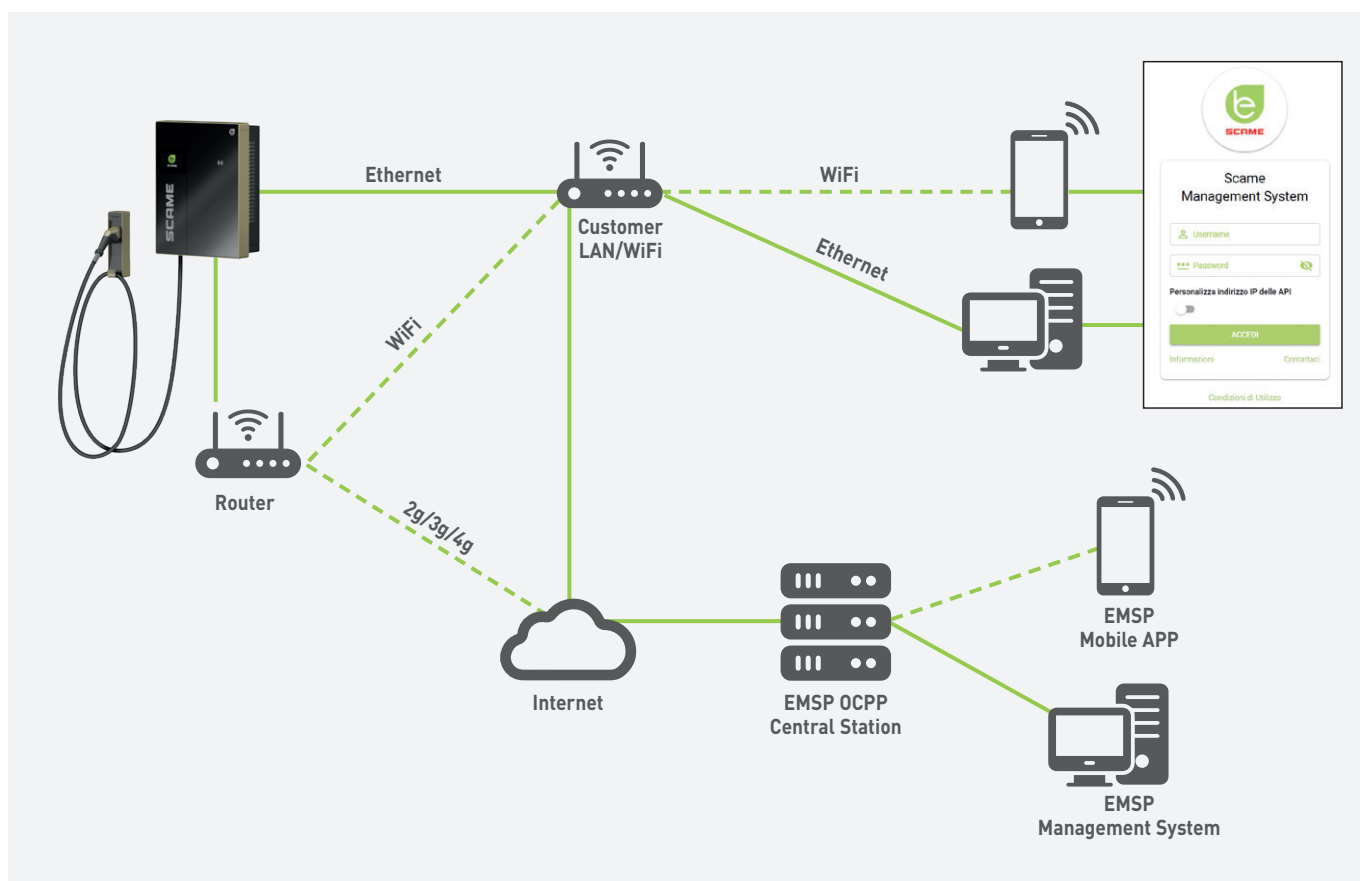 SCAME
Ethernet
Customer
LAN/WiFi
WiFi
Ethernet
WiFi
Router
2g/3g/4g
Internet
EMSP OCPP
Central Station
EMSP
Mobile APP
EMSP
Management System
SCAME
Scame
Management System
Username
*** Password
Personalizza indirizzo IP delle API
ACCEDI
Informazioni
Contattaci
Condizioni di Utilizzo